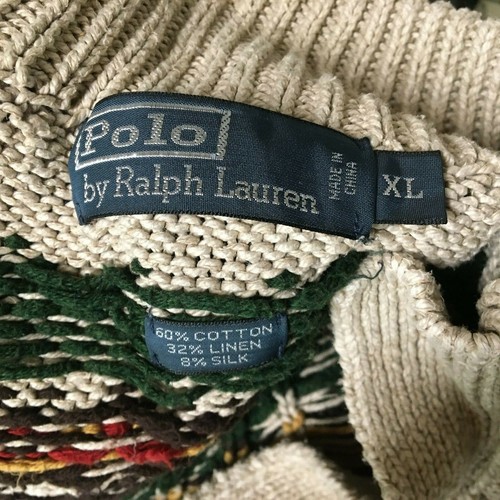 Polo
by Ralph Lauren
MADE IN
CHINA
XL
60% COTTON
32% LINEN
8% SILK